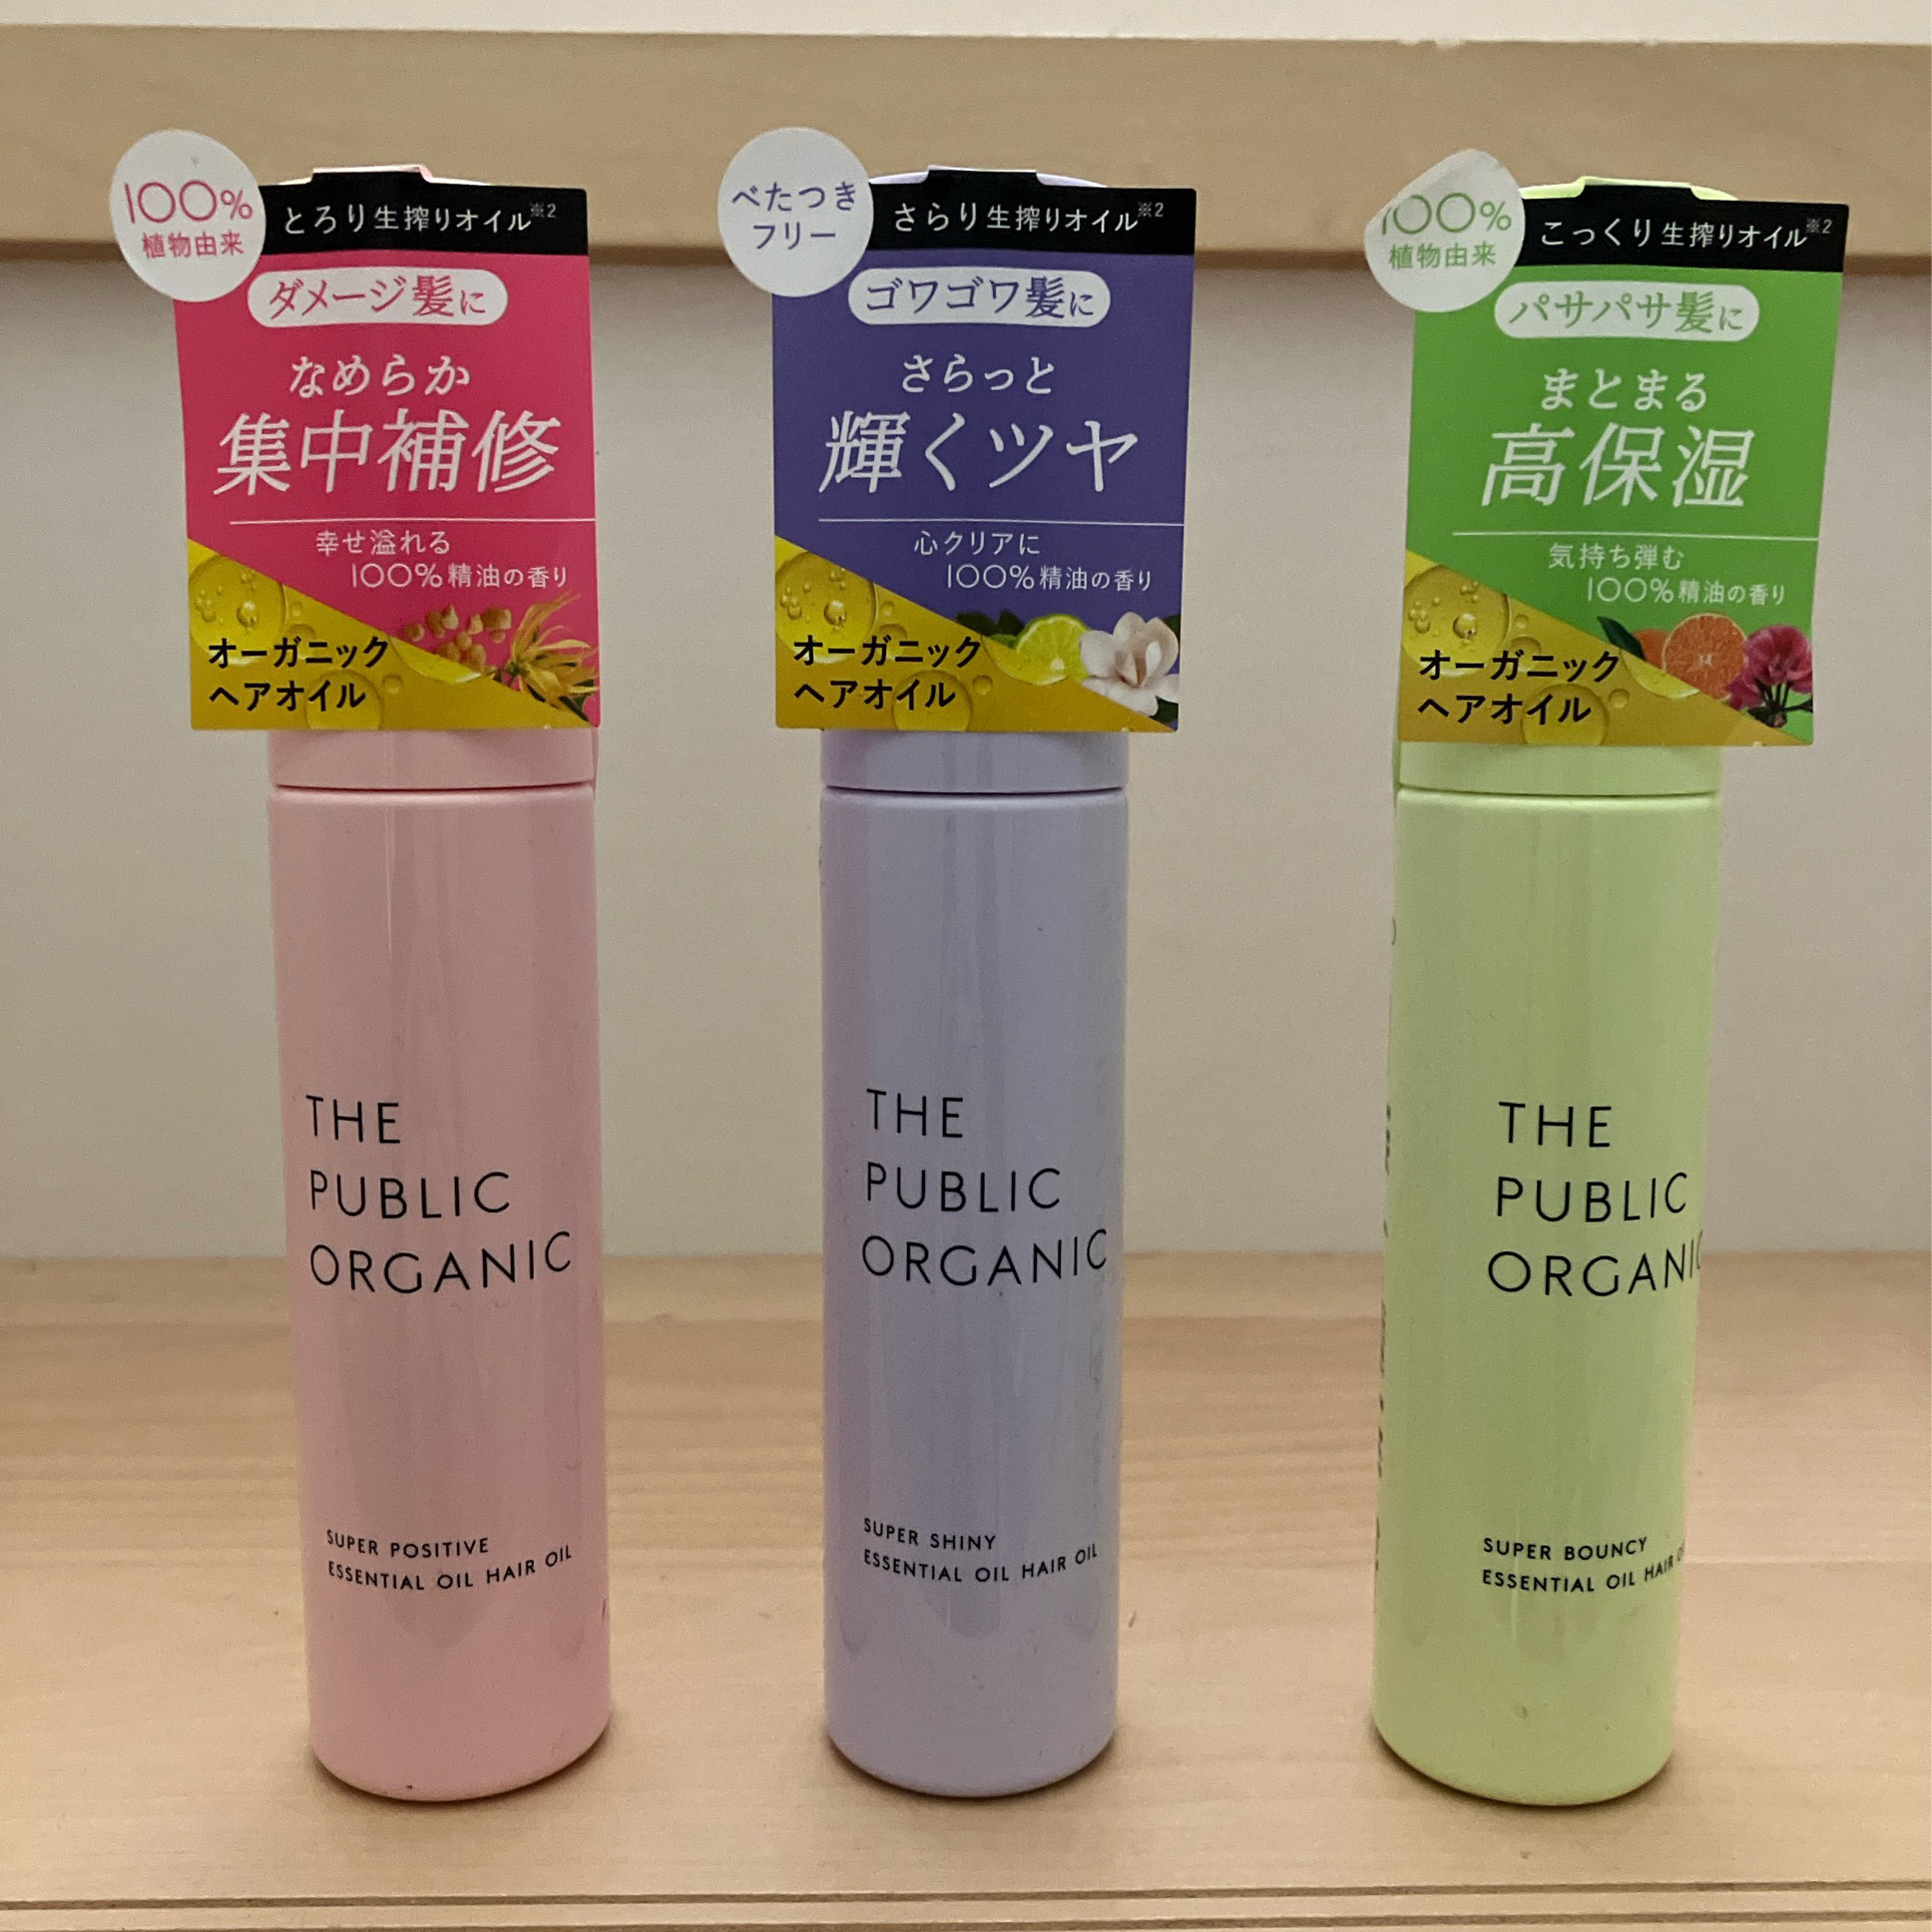 100%
植物由来
とろり生搾りオイル※2
ダメージ髪に
なめらか
集中補修
幸せ溢れる
100%精油の香り
オーガニック
ヘアオイル
THE
PUBLIC
ORGANIC
SUPER POSITIVE
ESSENTIAL OIL HAIR OIL
べたつき
フリー
さらり生搾りオイル※2
ゴワゴワ髪に
さらっと
輝くツヤ
心クリアに
100%精油の香り
オーガニック
ヘアオイル
THE
PUBLIC
ORGANIC
SUPER SHINY
ESSENTIAL OIL HAIR OIL
100%
植物由来
こっくり生搾りオイル※2
パサパサ髪に
まとまる
高保湿
気持ち弾む
100%精油の香り
オーガニック
ヘアオイル
THE
PUBLIC
ORGANIC
SUPER BOUNCY
ESSENTIAL OIL HAIR